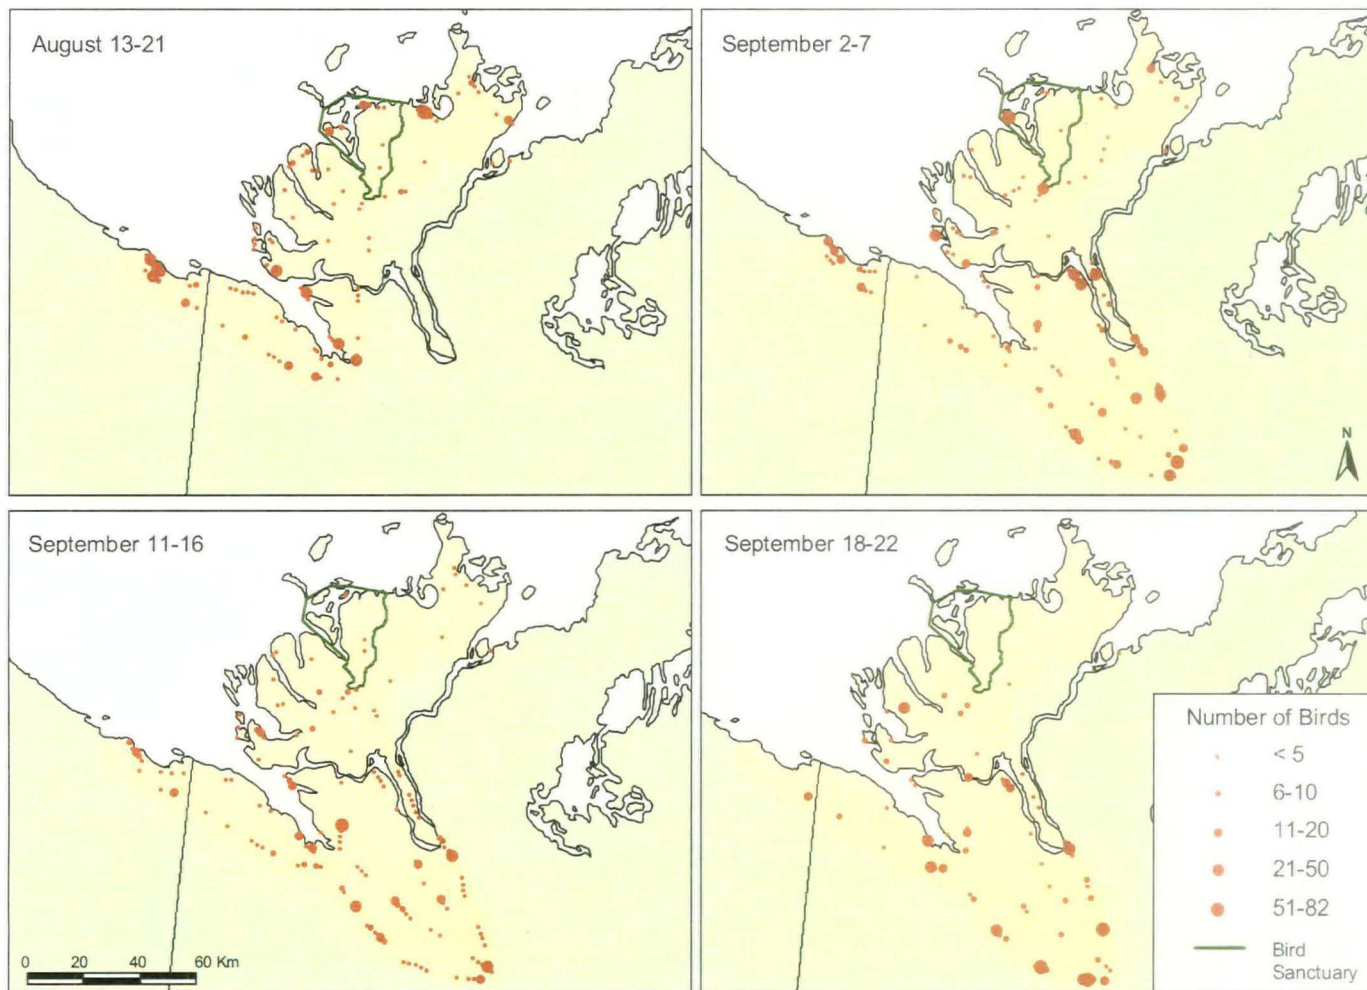 August 13-21
September 2-7
N
September 11-16
September 18-22
0 20 40 60 Km
Number of Birds
< 5
6-10
11-20
21-50
51-82
Bird
Sanctuary